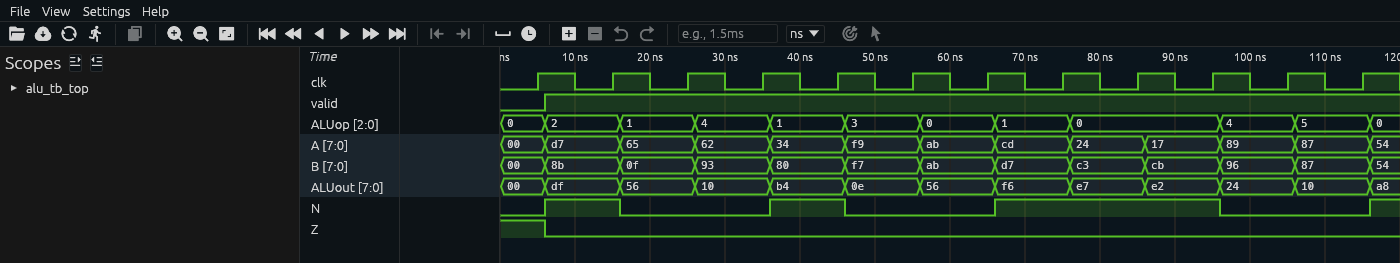 File View Settings Help
e.g., 1.5ms ns
Scopes
alu_tb_top
Time ns 10 ns 20 ns 30 ns 40 ns 50 ns 60 ns 70 ns 80 ns 90 ns 100 ns 110 ns 120
clk
valid
ALUop [2:0] 0 2 1 4 1 3 0 1 0 4 5 0
A [7:0] 00 d7 65 62 34 f9 ab cd 24 17 89 87 54
B [7:0] 00 8b 0f 93 80 f7 ab d7 c3 cb 96 87 54
ALUout [7:0] 00 df 56 10 b4 0e 56 f6 e7 e2 24 10 a8
N
Z